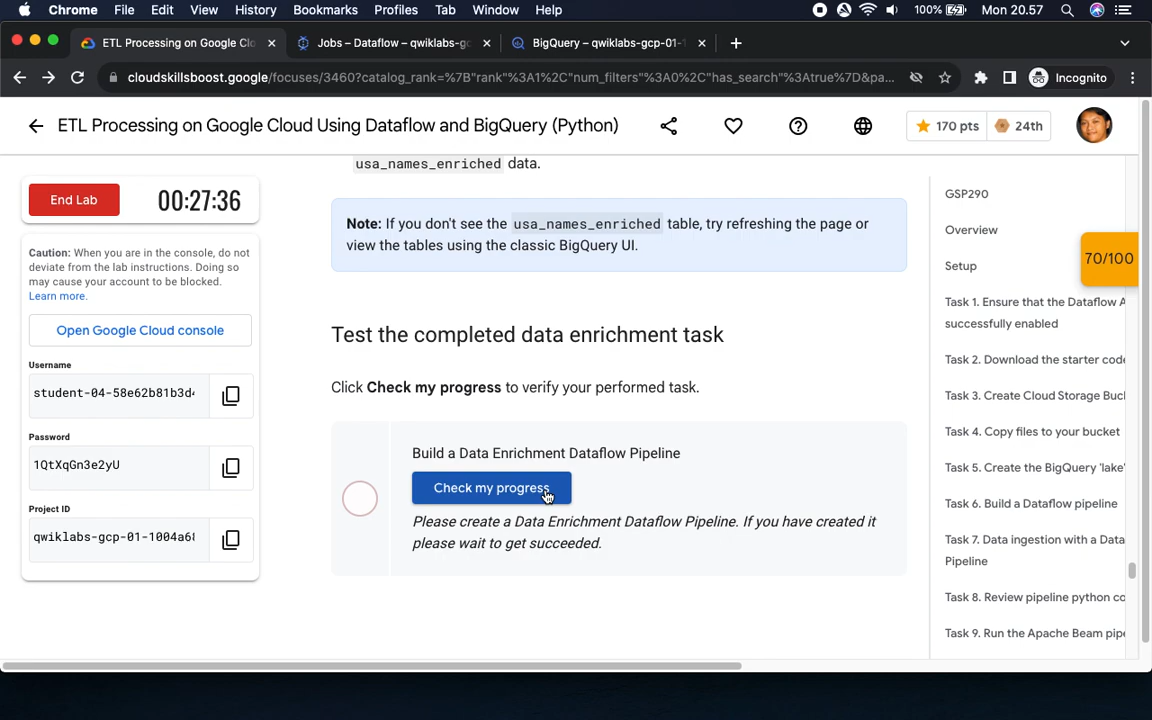 Chrome File Edit View History Bookmarks Profiles Tab Window Help 100% Mon 20.57
ETL Processing on Google Clo
Jobs – Dataflow – qwiklabs-gc
BigQuery – qwiklabs-gcp-01-1
cloudskillsboost.google/focuses/3460?catalog_rank=%7B"rank"%3A1%2C"num_filters"%3A0%2C"has_search"%3Atrue%7D&pa...
Incognito
ETL Processing on Google Cloud Using Dataflow and BigQuery (Python)
170 pts
24th
End Lab
00:27:36
Caution: When you are in the console, do not
deviate from the lab instructions. Doing so
may cause your account to be blocked.
Learn more.
Open Google Cloud console
Username
student-04-58e62b81b3d
Password
1QtXqGn3e2yU
Project ID
qwiklabs-gcp-01-1004a6
usa_names_enriched data.
Note: If you don't see the usa_names_enriched table, try refreshing the page or
view the tables using the classic BigQuery UI.
Test the completed data enrichment task
Click Check my progress to verify your performed task.
Build a Data Enrichment Dataflow Pipeline
Check my progress
Please create a Data Enrichment Dataflow Pipeline. If you have created it
please wait to get succeeded.
GSP290
Overview
Setup
70/100
Task 1. Ensure that the Dataflow A
successfully enabled
Task 2. Download the starter code
Task 3. Create Cloud Storage Buc
Task 4. Copy files to your bucket
Task 5. Create the BigQuery 'lake'
Task 6. Build a Dataflow pipeline
Task 7. Data ingestion with a Data
Pipeline
Task 8. Review pipeline python co
Task 9. Run the Apache Beam pipe